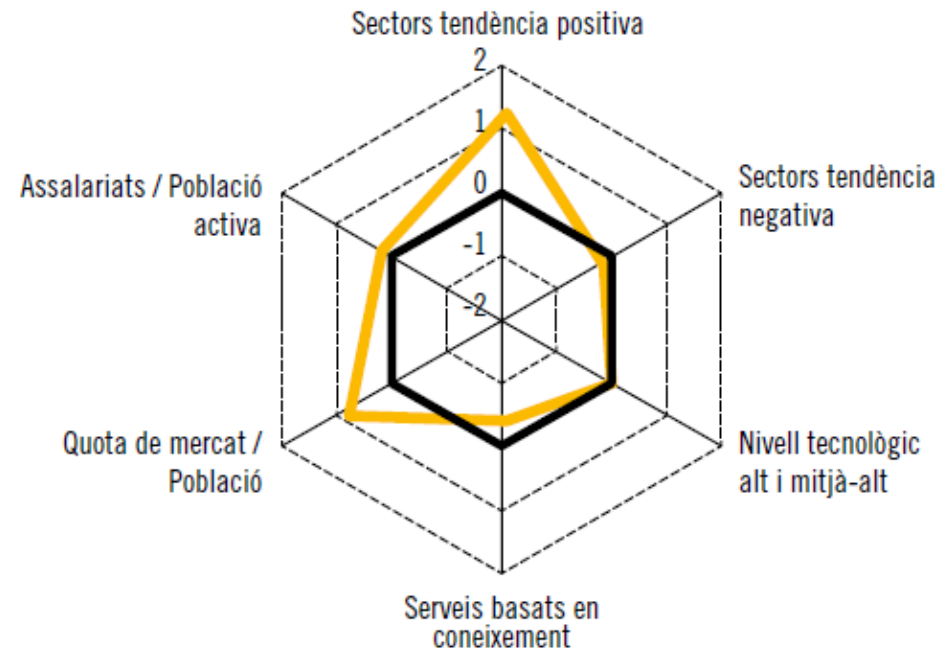 Sectors tendència positiva
2
1
0
-1
-2
Sectors tendència
negativa
Nivell tecnològic
alt i mitjà-alt
Serveis basats en
coneixement
Quota de mercat /
Població
Assalariats / Població
activa